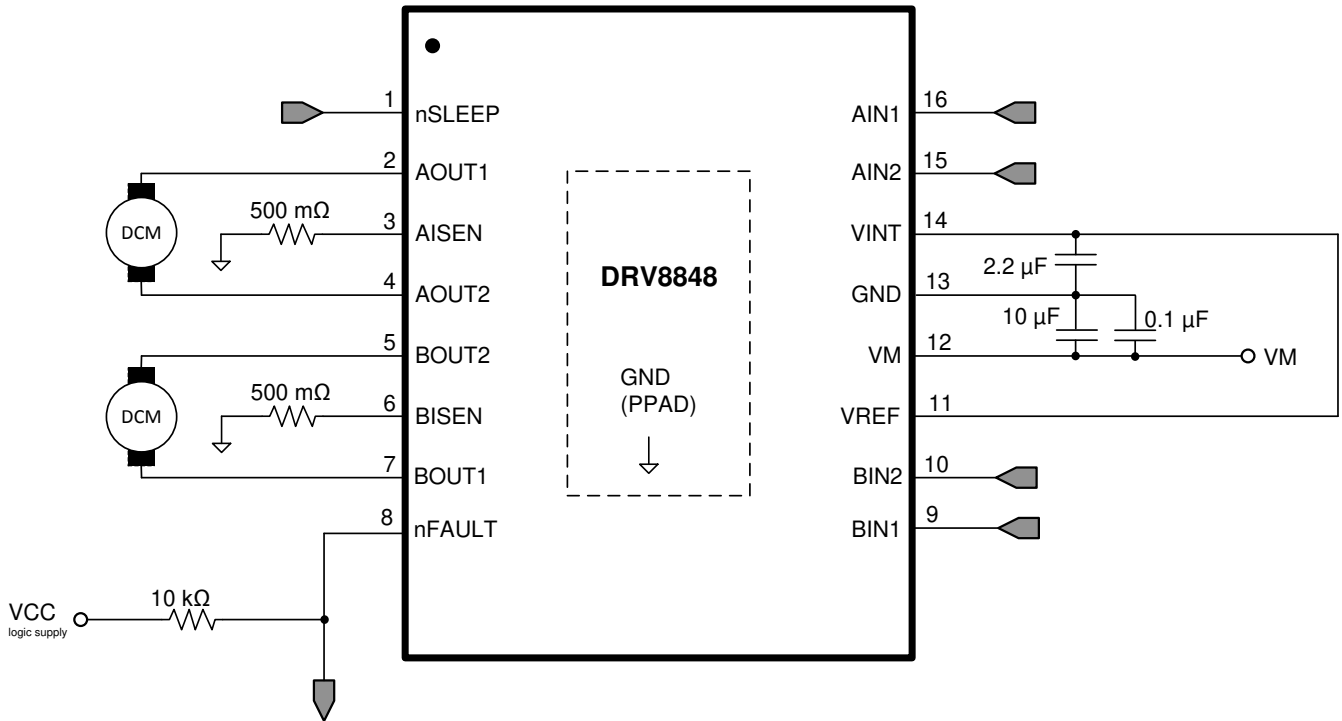 1
nSLEEP
2
AOUT1
DCM
500 mΩ
3
AISEN
4
AOUT2
5
BOUT2
DCM
500 mΩ
6
BISEN
7
BOUT1
8
nFAULT
10 kΩ
VCC
logic supply
DRV8848
GND
(PPAD)
AIN1
16
AIN2
15
VINT
14
2.2 µF
GND
13
10 µF
0.1 µF
VM
12
VM
VREF
11
BIN2
10
BIN1
9